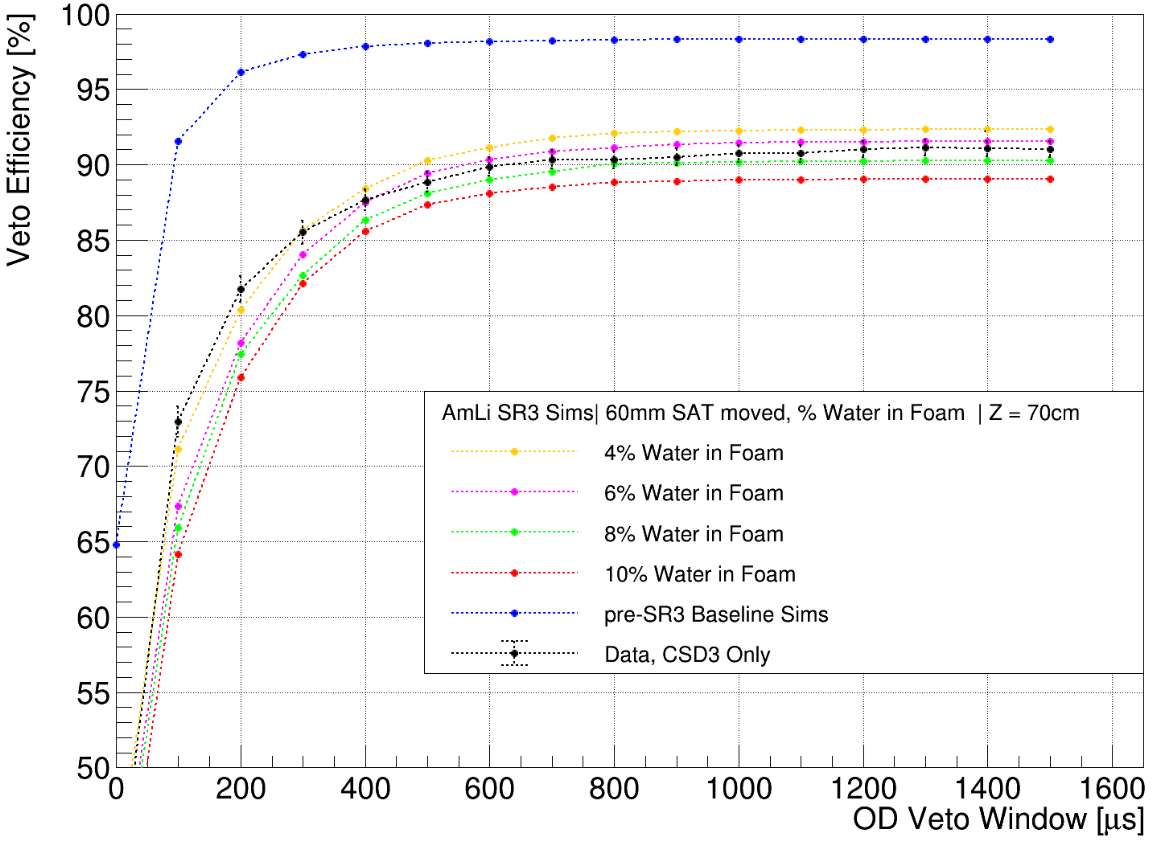 Veto Efficiency [%]
100
95
90
85
80
75
70
65
60
55
50
AmLi SR3 Sims| 60mm SAT moved, % Water in Foam | Z = 70cm
4% Water in Foam
6% Water in Foam
8% Water in Foam
10% Water in Foam
pre-SR3 Baseline Sims
Data, CSD3 Only
0 200 400 600 800 1000 1200 1400 1600
OD Veto Window [μs]